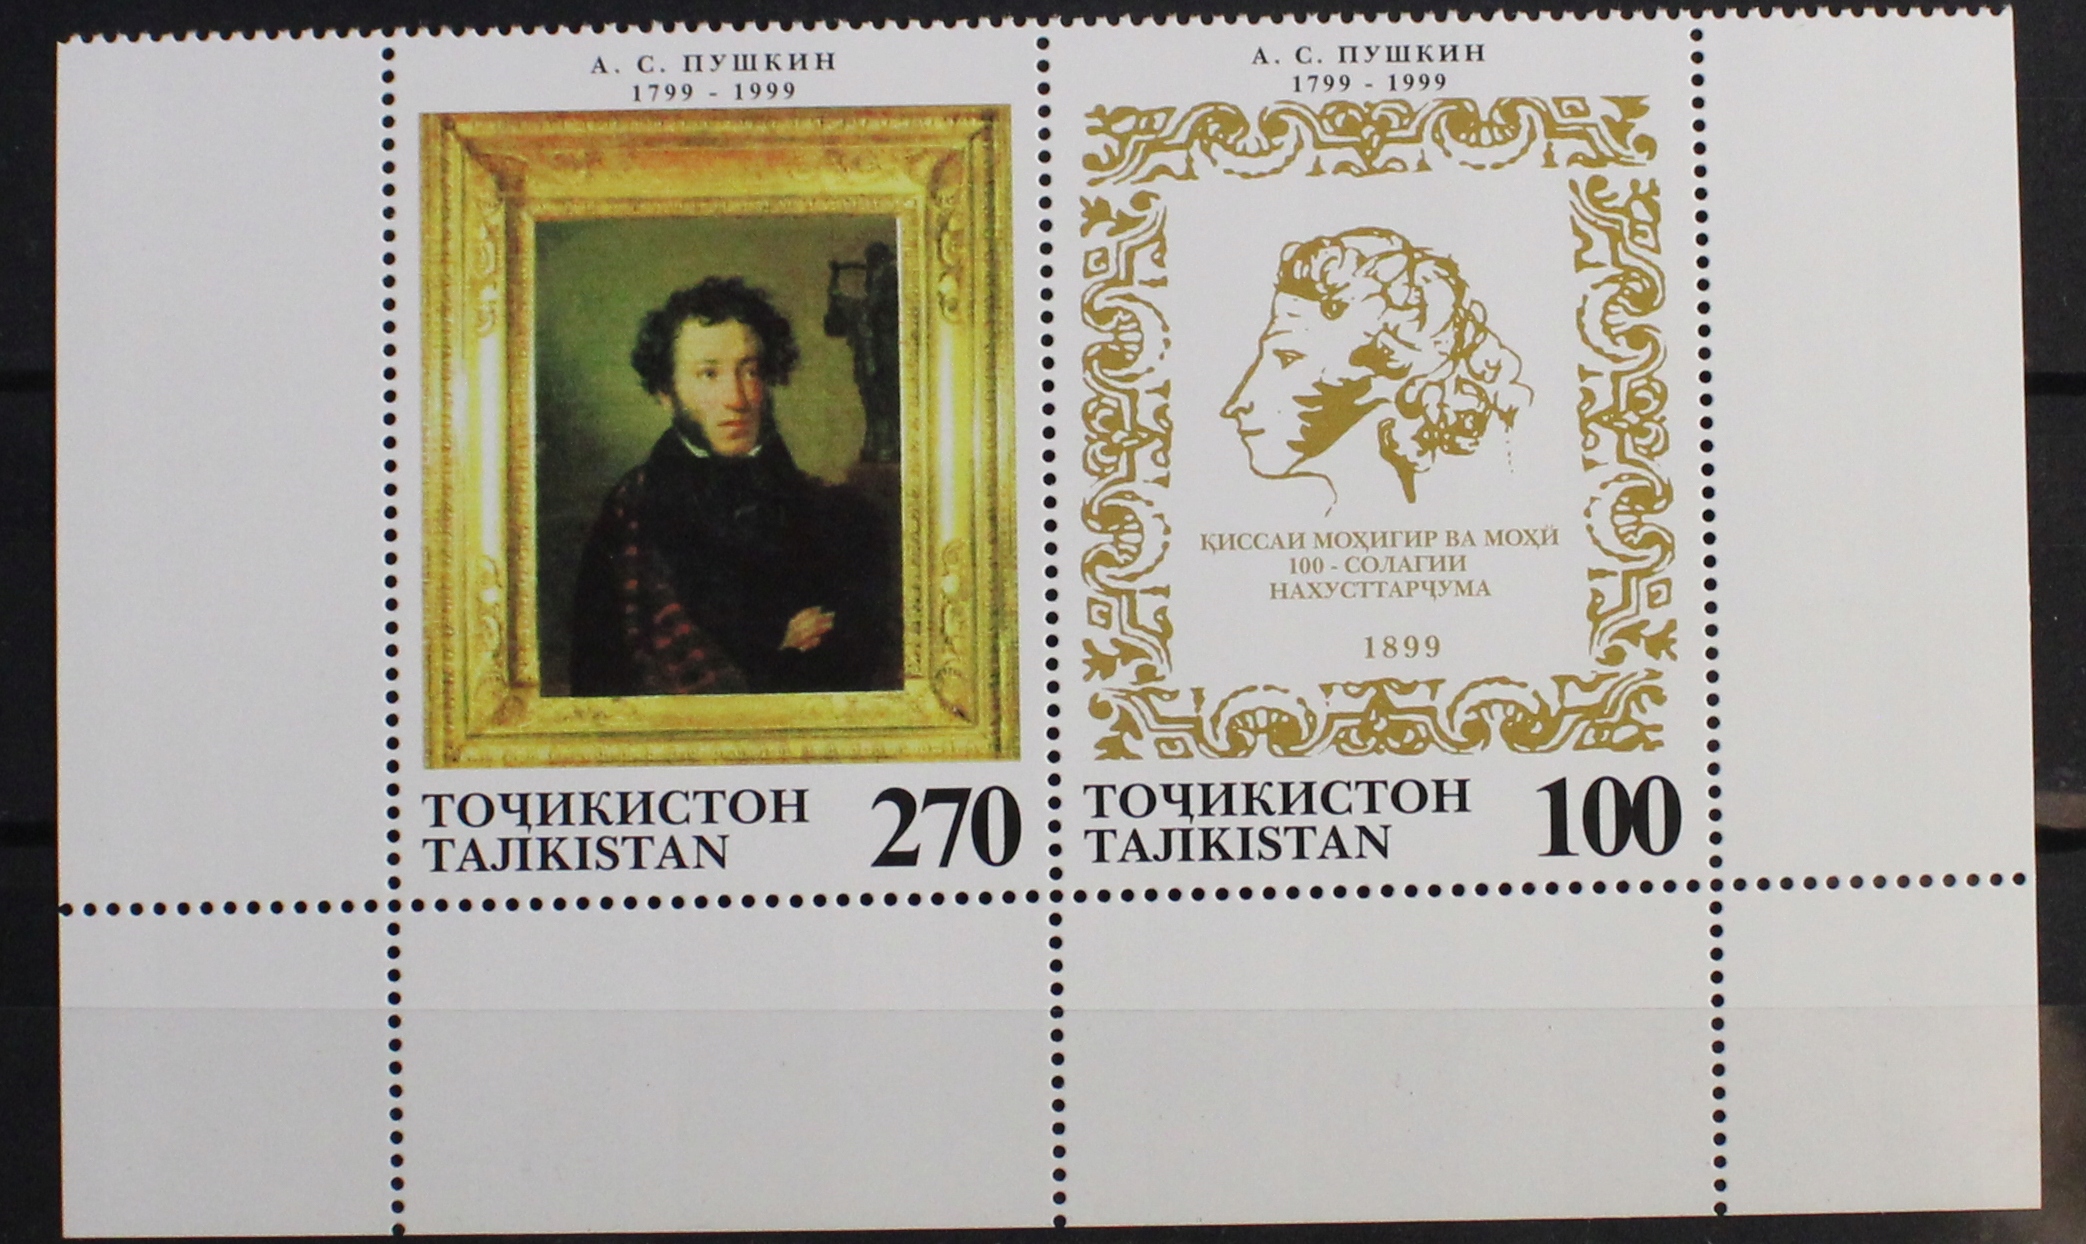 А. С. ПУШКИН
1799 - 1999
ТОҶИКИСТОН
TAJIKISTAN
270
А. С. ПУШКИН
1799 - 1999
ҚИССАИ МОҲИГИР ВА МОҲӢ
100 - СОЛАГИИ
НАХУСТТАРҶУМА
1899
ТОҶИКИСТОН
TAJIKISTAN
100